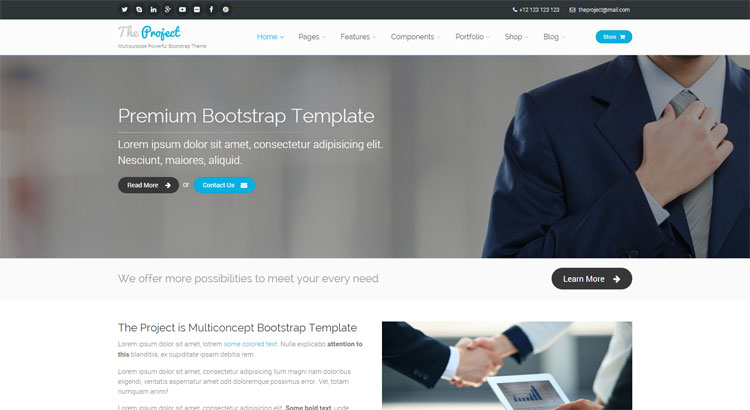 +12 123 123 123 theproject@mail.com
The Project
Multipurpose Powerful Bootstrap Theme
Home Pages Features Components Portfolio Shop Blog Store
Premium Bootstrap Template
Lorem ipsum dolor sit amet, consectetur adipisicing elit.
Nesciunt, maiores, aliquid.
Read More or Contact Us
We offer more possibilities to meet your every need
Learn More
The Project is Multiconcept Bootstrap Template
Lorem ipsum dolor sit amet, lotrem some colored text. Nulla explicabo attention to
this blanditiis, ex cupiditate ipsam debitis rem.
Lorem ipsum dolor sit amet, consectetur adipisicing illum magni nam doloribus
eligendi, veritatis aspernatur adet odit doloremque possimus error. Vel, totam
numquam animi?
Lorem ipsum dolor sit amet, consectetur adipisicing elit. Some bold text, unde